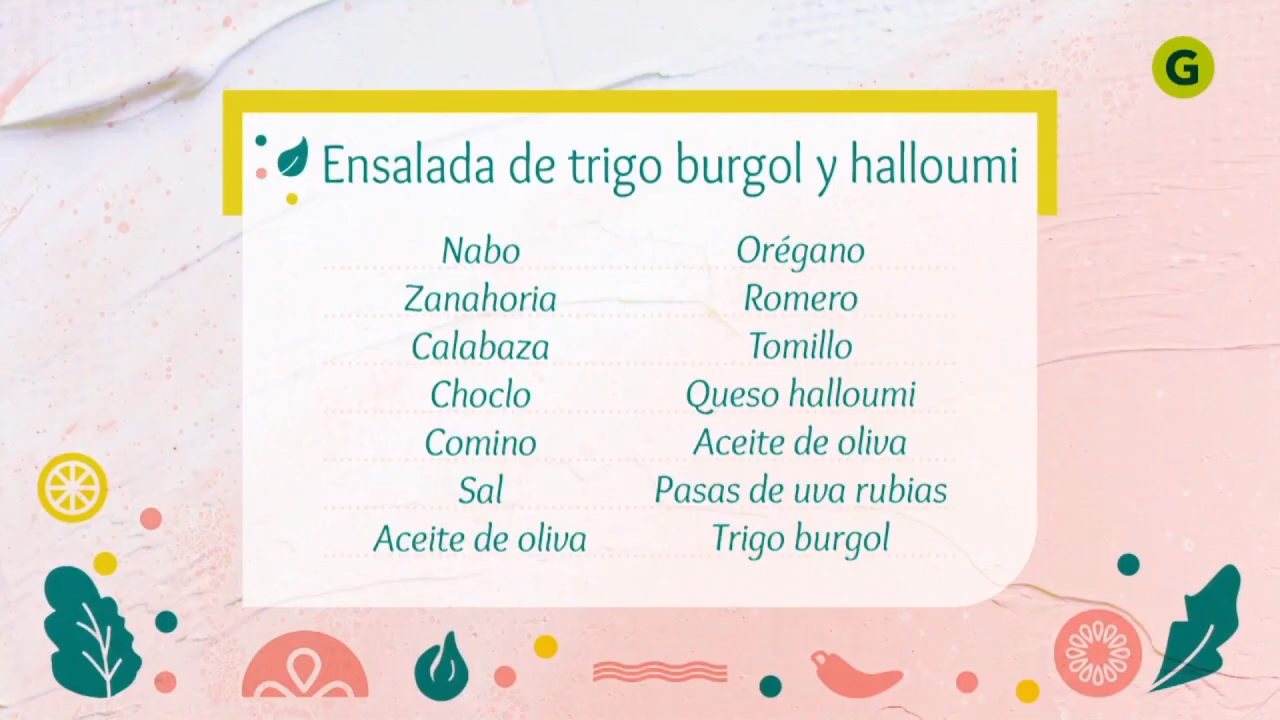 G
Ensalada de trigo burgol y halloumi
Nabo
Zanahoria
Calabaza
Choclo
Comino
Sal
Aceite de oliva
Orégano
Romero
Tomillo
Queso halloumi
Aceite de oliva
Pasas de uva rubias
Trigo burgol